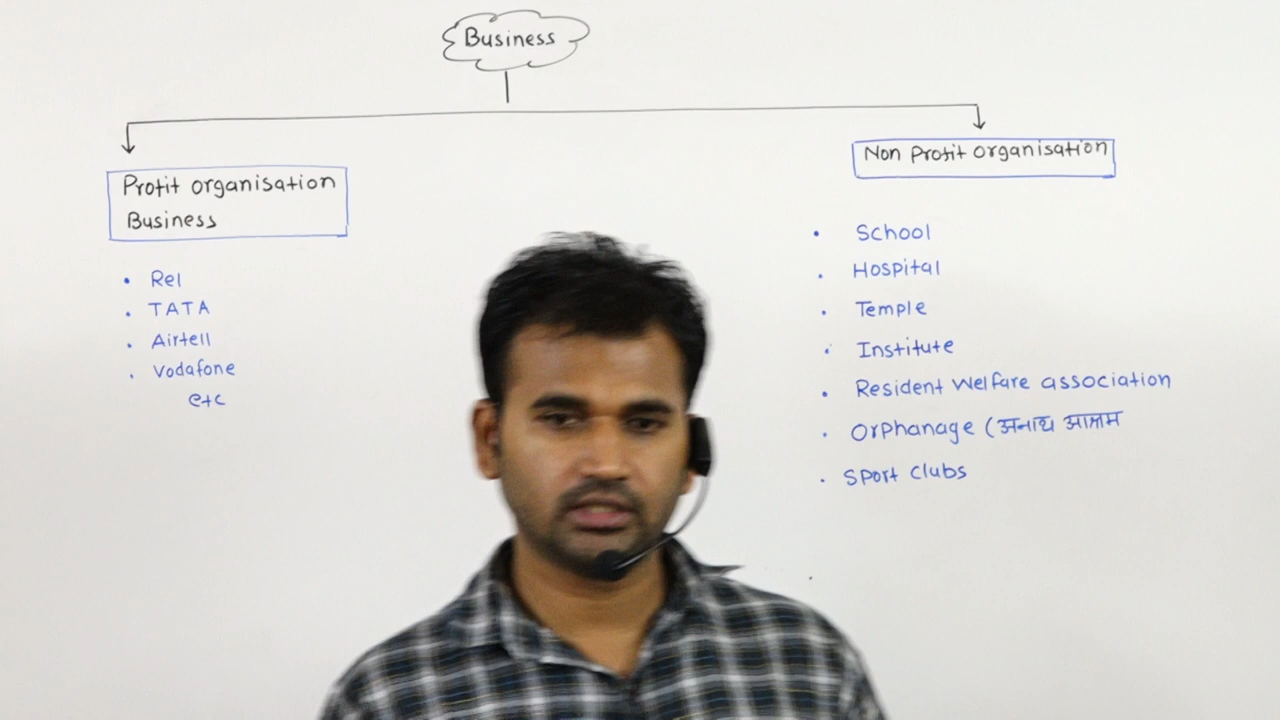 Business
Profit organisation
Business
• Rel
• TATA
• Airtell
• Vodafone
etc
Non Profit organisation
• School
• Hospital
• Temple
• Institute
• Resident Welfare association
• Orphanage (अनाथ आश्रम
• Sport clubs